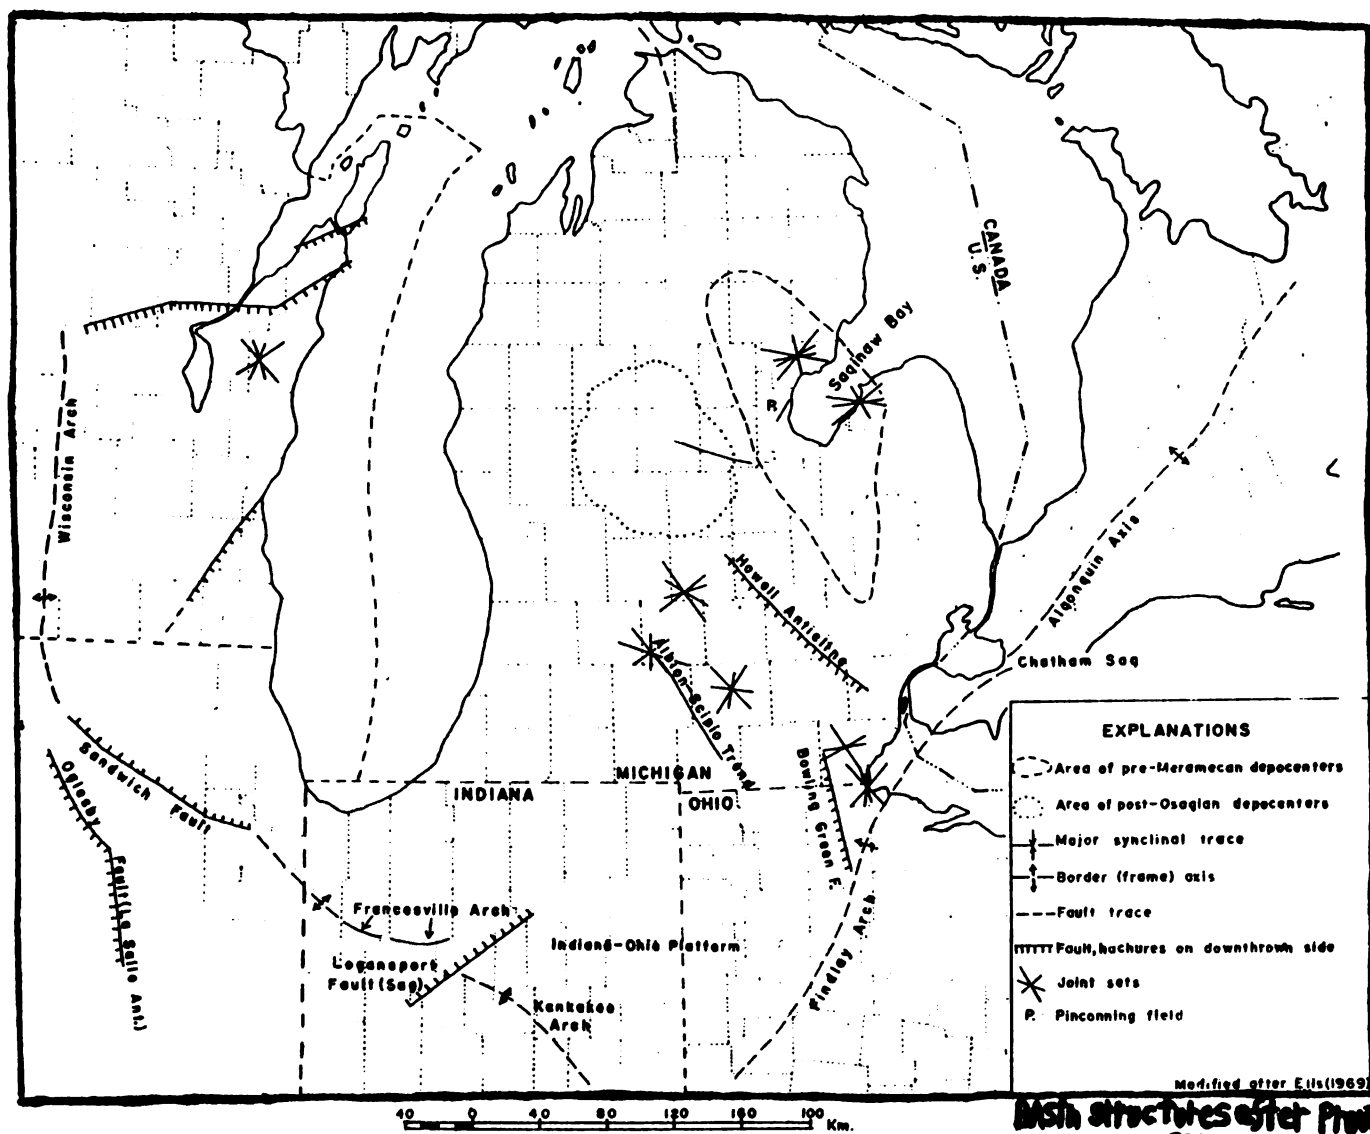 CANADA
U.S.
Saginaw Bay
P.
Wisconsin Arch
Howell Anticline
Algonquin Axis
Albion-Scipio Trend
Chatham Sag
Sandwich Fault
Oglesby Fault (La Salle Ant.)
MICHIGAN
INDIANA
OHIO
Bowling Green F.
Francesville Arch
Indiana-Ohio Platform
Logansport
Fault (Sag)
Kankakee
Arch
Findlay Arch
EXPLANATIONS
Area of pre-Meramecan depocenters
Area of post-Osagian depocenters
Major synclinal trace
Border (frame) axis
Fault trace
Fault, hachures on downthrown side
Joint sets
P. Pinconning field
Modified after Ells (1969)
40 0 40 80 120 160 100
Km.
Basin structures after